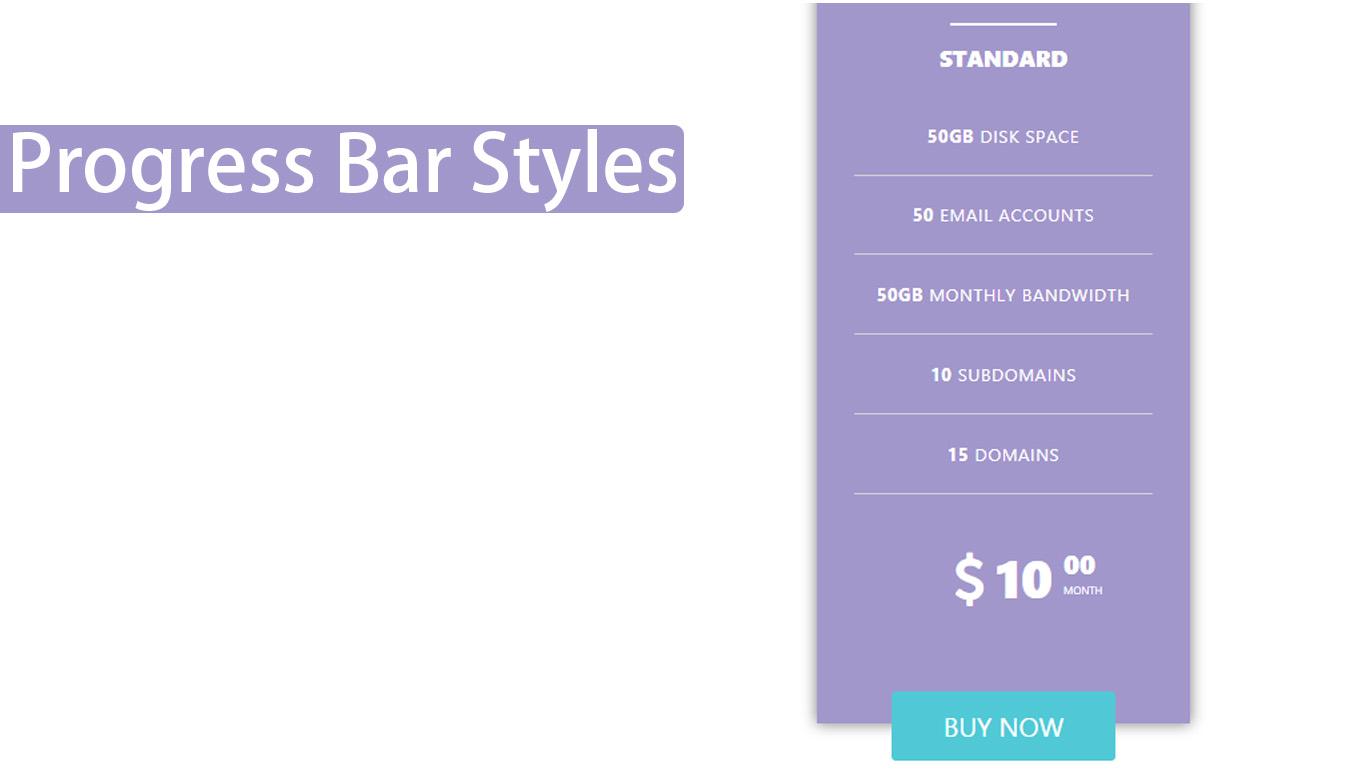 Progress Bar Styles
STANDARD
50GB DISK SPACE
50 EMAIL ACCOUNTS
50GB MONTHLY BANDWIDTH
10 SUBDOMAINS
15 DOMAINS
$ 10 00
MONTH
BUY NOW